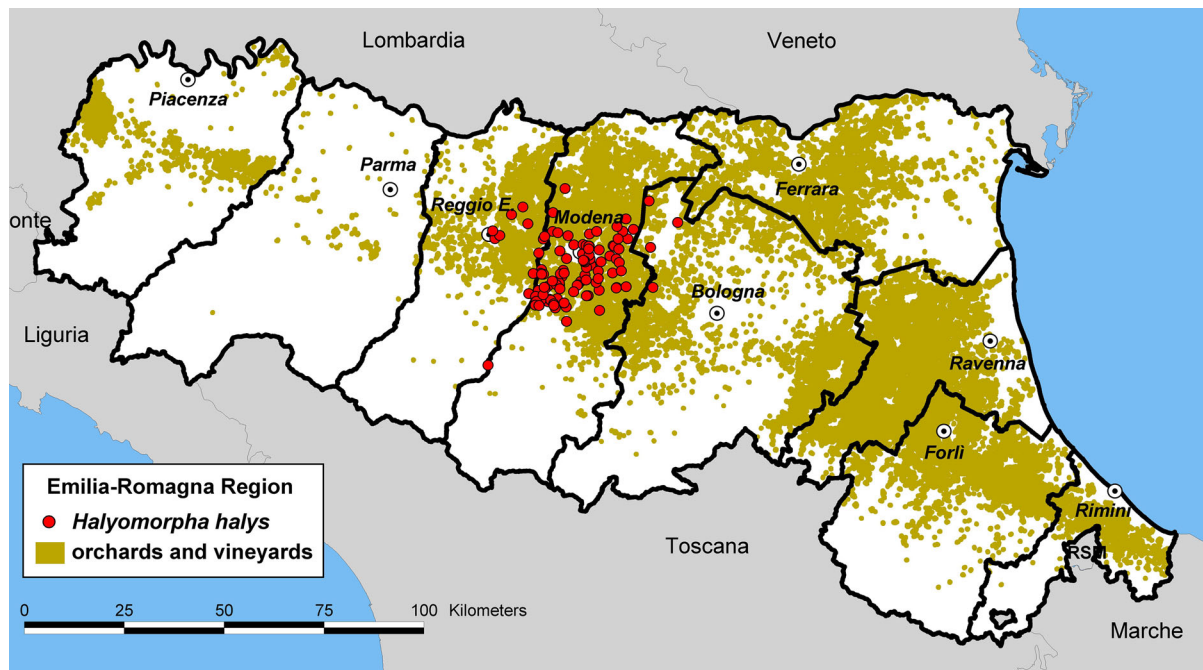 Lombardia
Veneto
Piacenza
Parma
Ferrara
Reggio E.
Modena
onte
Bologna
Liguria
Ravenna
Forlì
Rimini
Toscana
RSM
Marche
Emilia-Romagna Region
Halyomorpha halys
orchards and vineyards
0 25 50 75 100 Kilometers